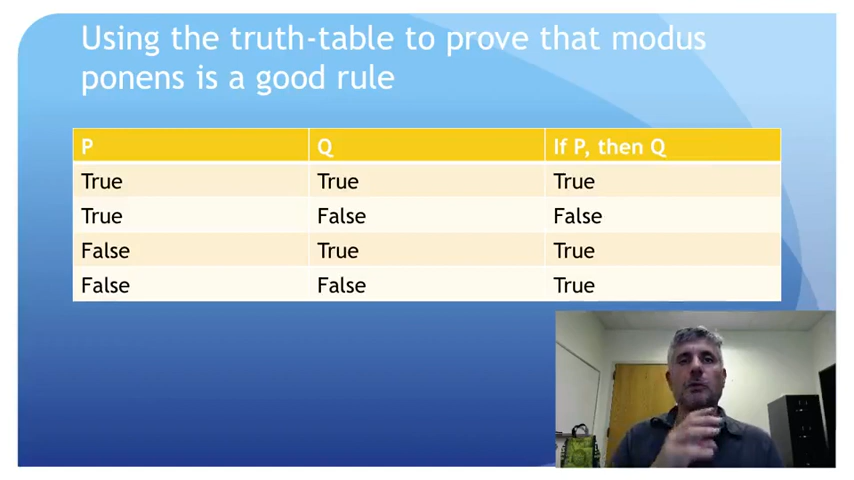 Using the truth-table to prove that modus
ponens is a good rule
P Q If P, then Q
True True True
True False False
False True True
False False True